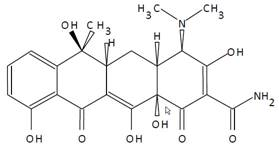 H₃C CH₃
N
HO CH₃ H H OH
NH₂
OH O OH OH O O